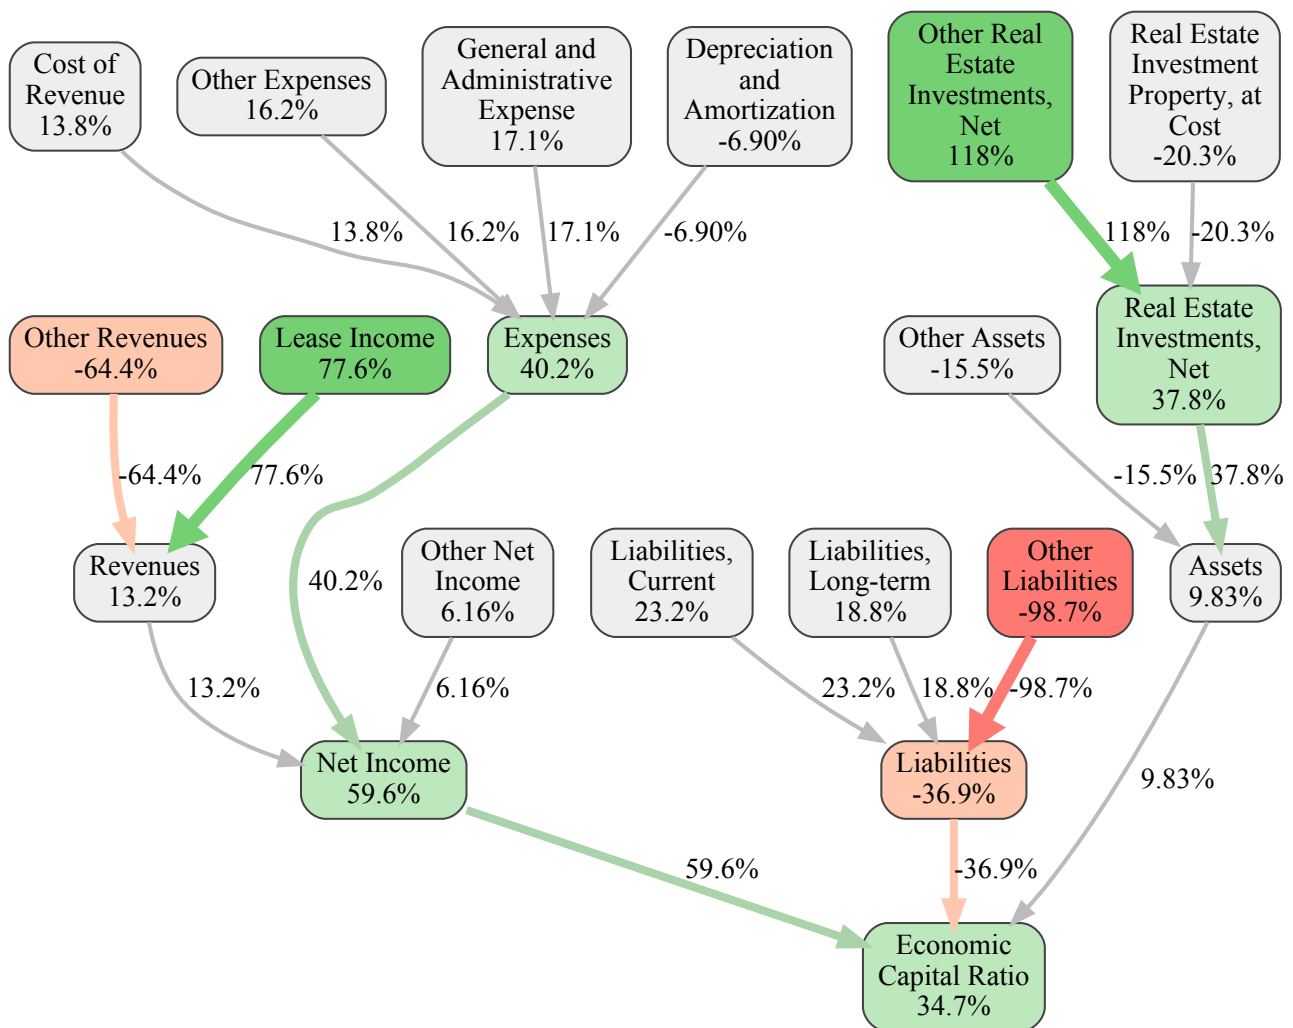 Cost of
Revenue
13.8%
Other Expenses
16.2%
General and
Administrative
Expense
17.1%
Depreciation
and
Amortization
-6.90%
Other Real
Estate
Investments,
Net
118%
Real Estate
Investment
Property, at
Cost
-20.3%
13.8%
16.2%
17.1%
-6.90%
118%
-20.3%
Other Revenues
-64.4%
Lease Income
77.6%
Expenses
40.2%
Other Assets
-15.5%
Real Estate
Investments,
Net
37.8%
-64.4%
77.6%
-15.5%
37.8%
Revenues
13.2%
40.2%
Other Net
Income
6.16%
Liabilities,
Current
23.2%
Liabilities,
Long-term
18.8%
Other
Liabilities
-98.7%
Assets
9.83%
13.2%
6.16%
23.2%
18.8%
-98.7%
Net Income
59.6%
Liabilities
-36.9%
9.83%
59.6%
-36.9%
Economic
Capital Ratio
34.7%